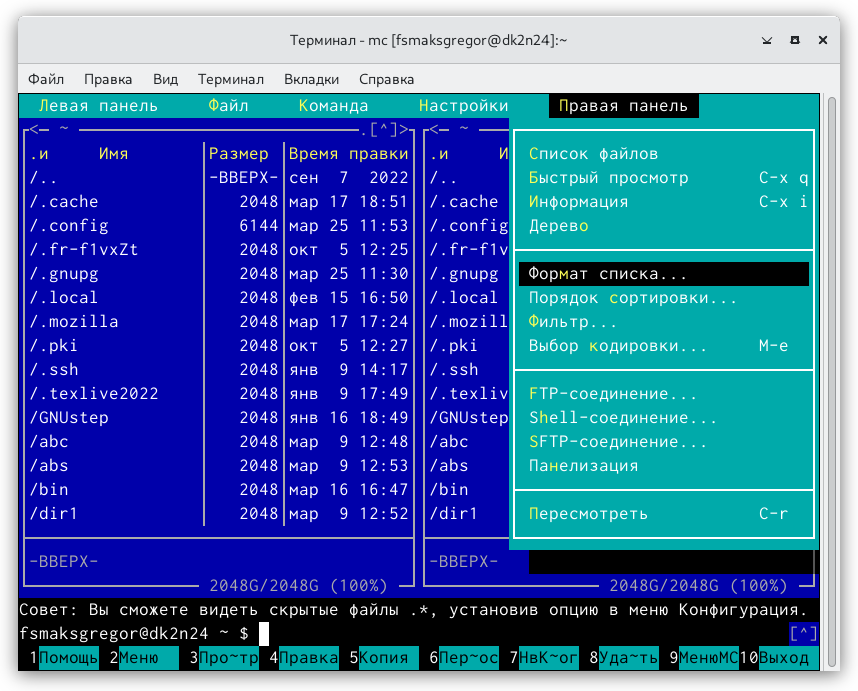 Терминал - mc [fsmaksgregor@dk2n24]:~
Файл Правка Вид Терминал Вкладки Справка
Левая панель Файл Команда Настройки Правая панель
<─ ~ .[^]> <─ ~
.и Имя Размер Время правки .и И Список файлов
/.. -ВВЕРХ- сен 7 2022 /.. Быстрый просмотр C-x q
/.cache 2048 мар 17 18:51 /.cache Информация C-x i
/.config 6144 мар 25 11:53 /.config Дерево
/.fr-f1vxZt 2048 окт 5 12:25 /.fr-f1v
/.gnupg 2048 мар 25 11:30 /.gnupg Формат списка...
/.local 2048 фев 15 16:50 /.local Порядок сортировки...
/.mozilla 2048 мар 17 17:24 /.mozill Фильтр...
/.pki 2048 окт 5 12:27 /.pki Выбор кодировки... M-e
/.ssh 2048 янв 9 14:17 /.ssh
/.texlive2022 2048 янв 9 17:49 /.texliv FTP-соединение...
/GNUstep 2048 янв 16 18:49 /GNUstep Shell-соединение...
/abc 2048 мар 9 12:48 /abc SFTP-соединение...
/abs 2048 мар 9 12:53 /abs Панелизация
/bin 2048 мар 16 16:47 /bin
/dir1 2048 мар 9 12:52 /dir1 Пересмотреть C-r
-ВВЕРХ- -ВВЕРХ-
2048G/2048G (100%) 2048G/2048G (100%)
Совет: Вы сможете видеть скрытые файлы .*, установив опцию в меню Конфигурация.
fsmaksgregor@dk2n24 ~ $ [^]
1Помощь 2Меню 3Про~тр 4Правка 5Копия 6Пер~ос 7НвК~ог 8Уда~ть 9МенюMC 10Выход